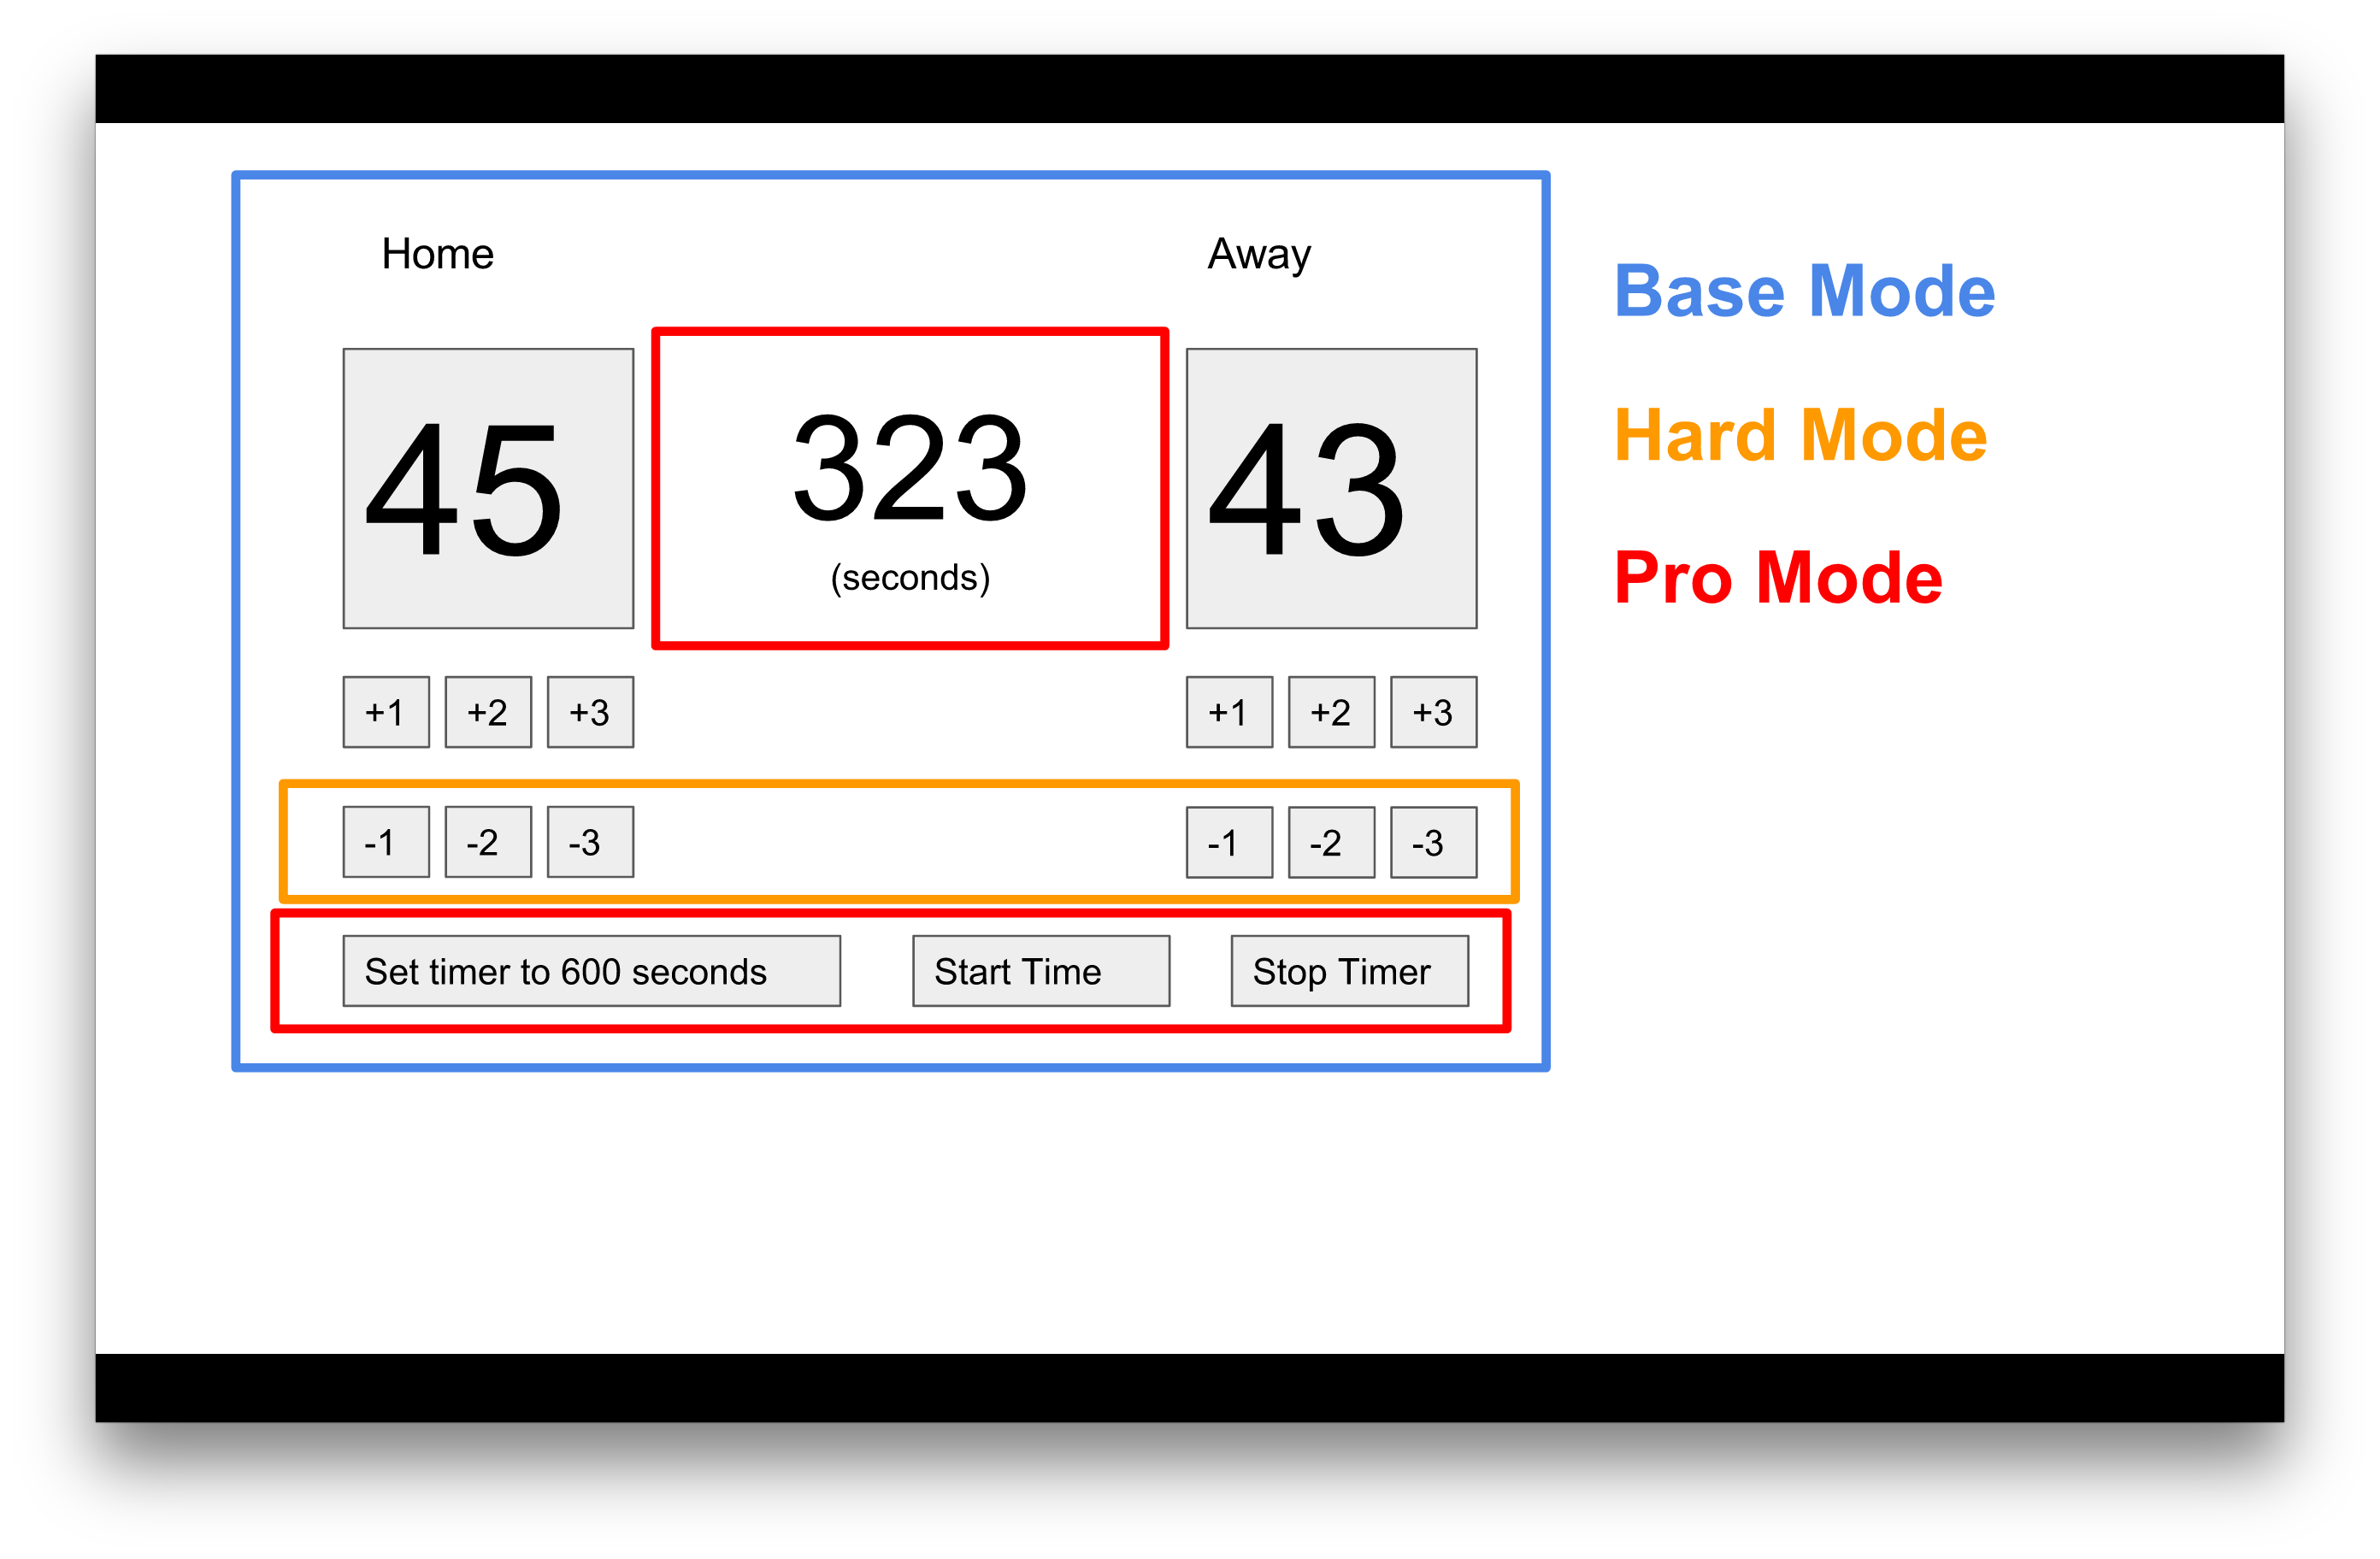 Home Away
Base Mode
Hard Mode
Pro Mode
45 323 43
(seconds)
+1 +2 +3 +1 +2 +3
-1 -2 -3 -1 -2 -3
Set timer to 600 seconds Start Time Stop Timer